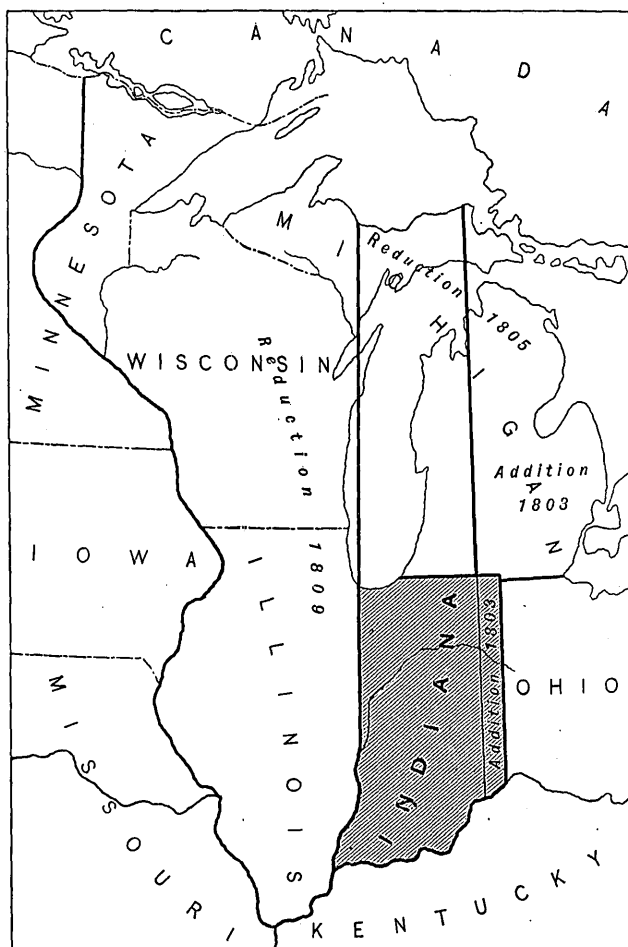 CANADA
MINNESOTA
MICHIGAN
Reduction 1805
WISCONSIN
Reduction 1809
Addition
1803
IOWA
ILLINOIS
INDIANA
Addition 1803
OHIO
MISSOURI
KENTUCKY